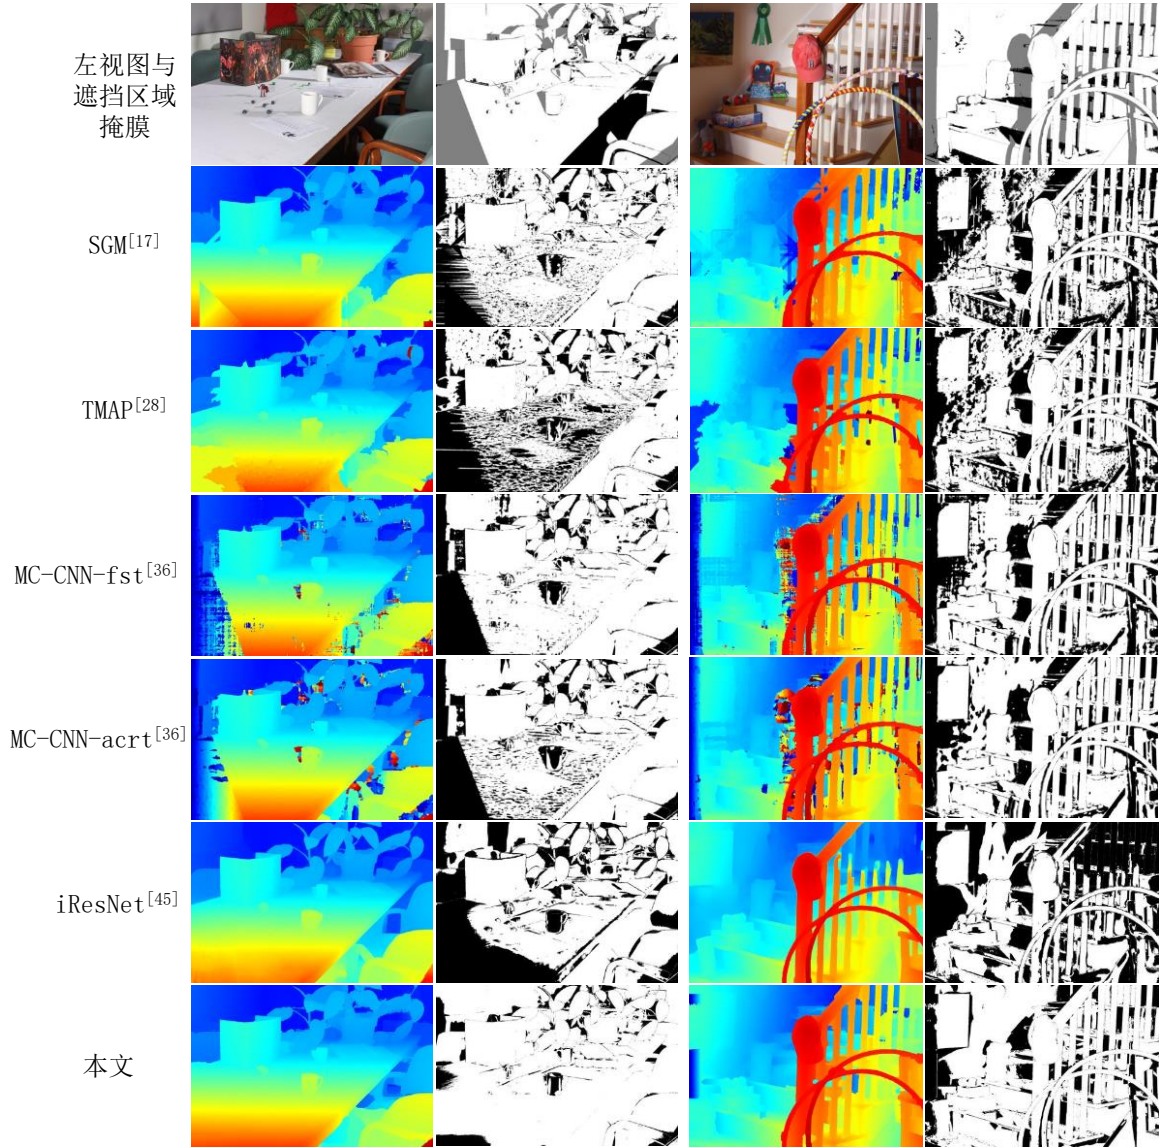 左视图与
遮挡区域
掩膜
SGM[17]
TMAP[28]
MC-CNN-fst[36]
MC-CNN-acrt[36]
iResNet[45]
本文